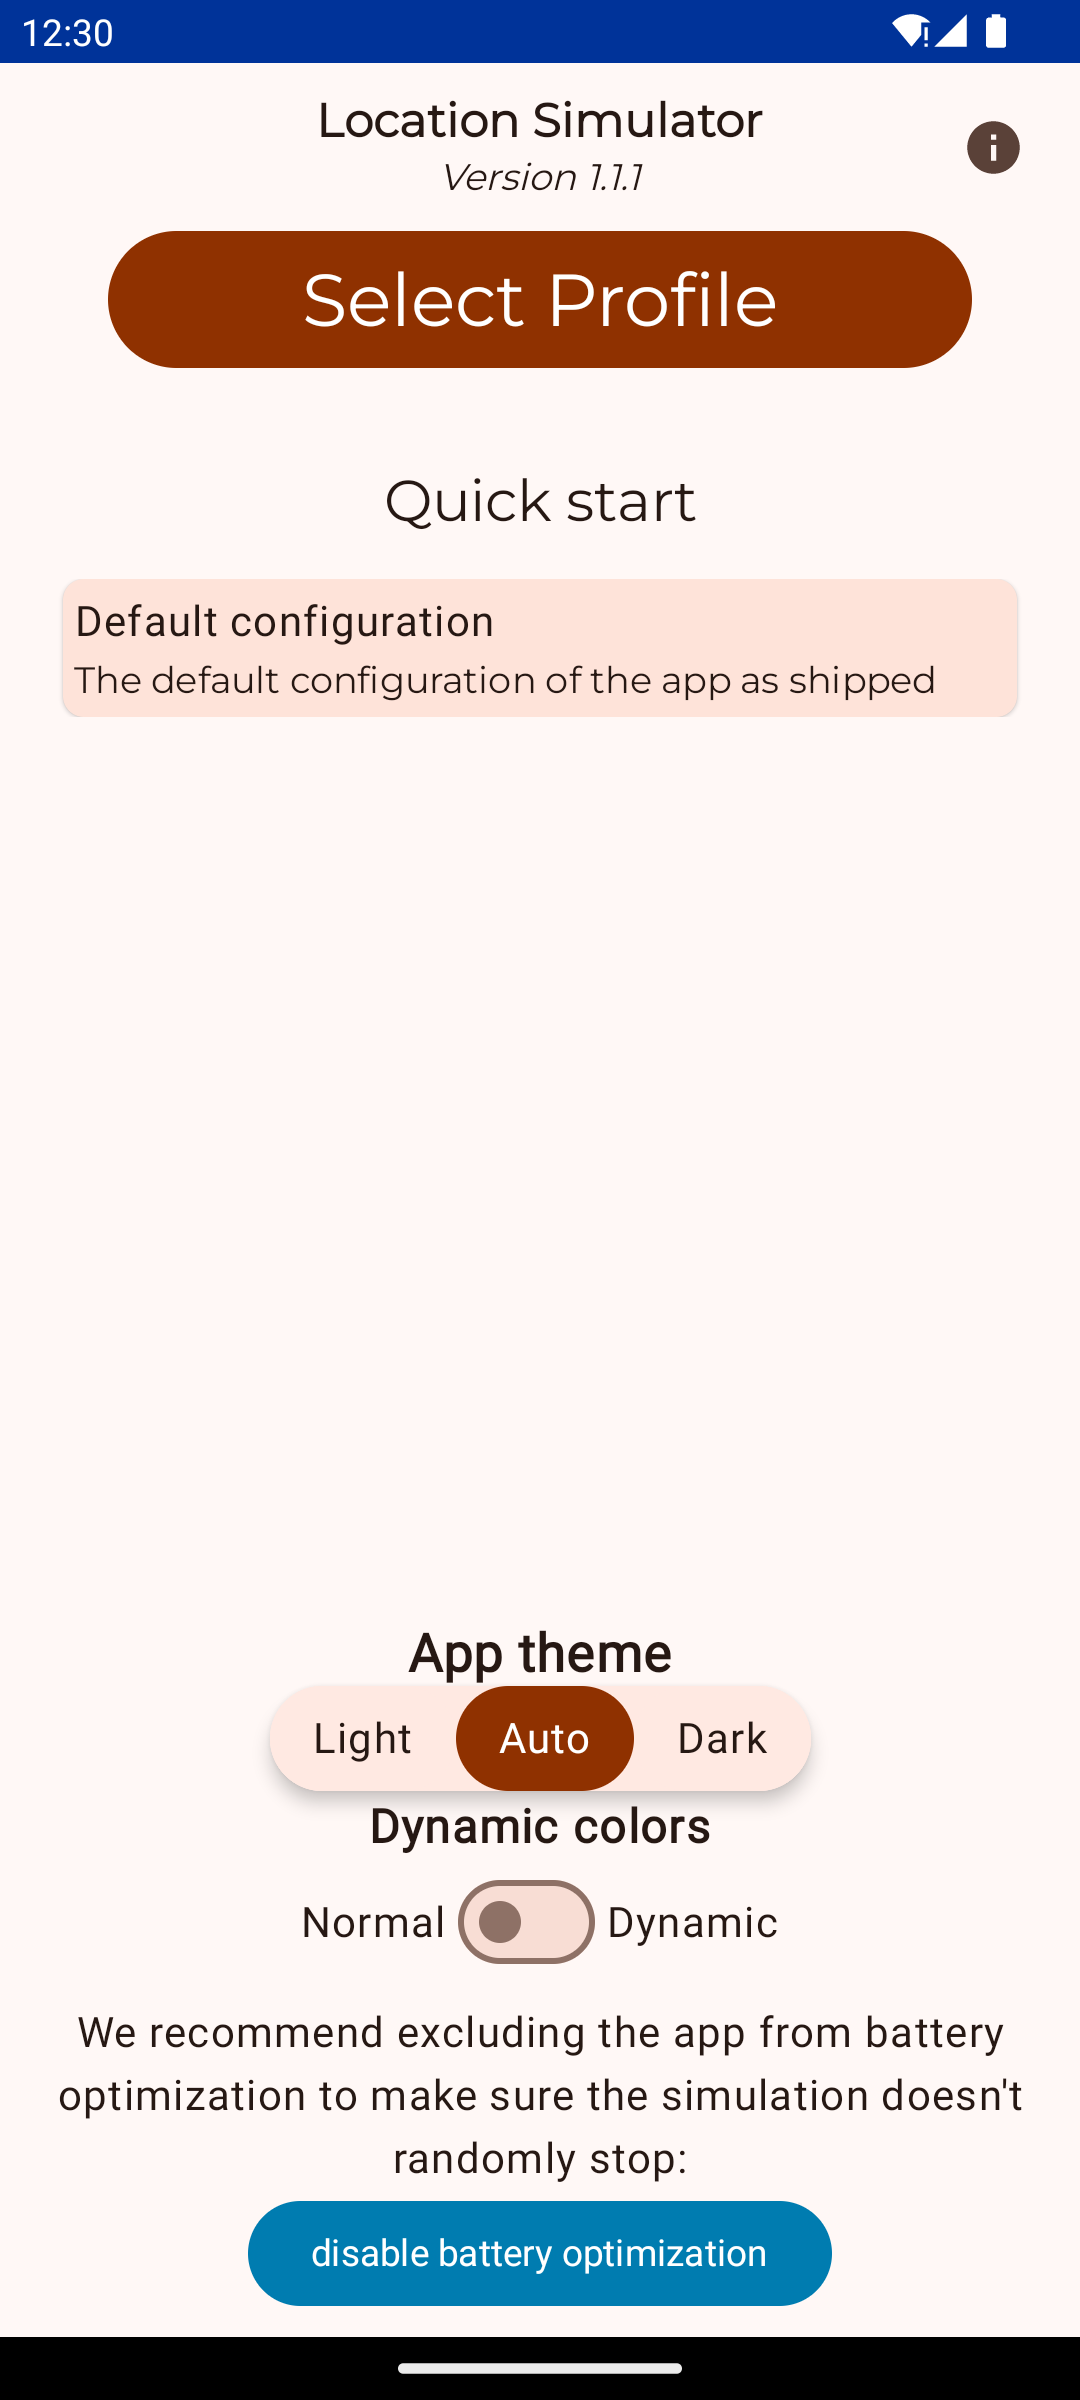 12:30
Location Simulator
Version 1.1.1
Select Profile
Quick start
Default configuration
The default configuration of the app as shipped
App theme
Light Auto Dark
Dynamic colors
Normal Dynamic
We recommend excluding the app from battery
optimization to make sure the simulation doesn't
randomly stop:
disable battery optimization